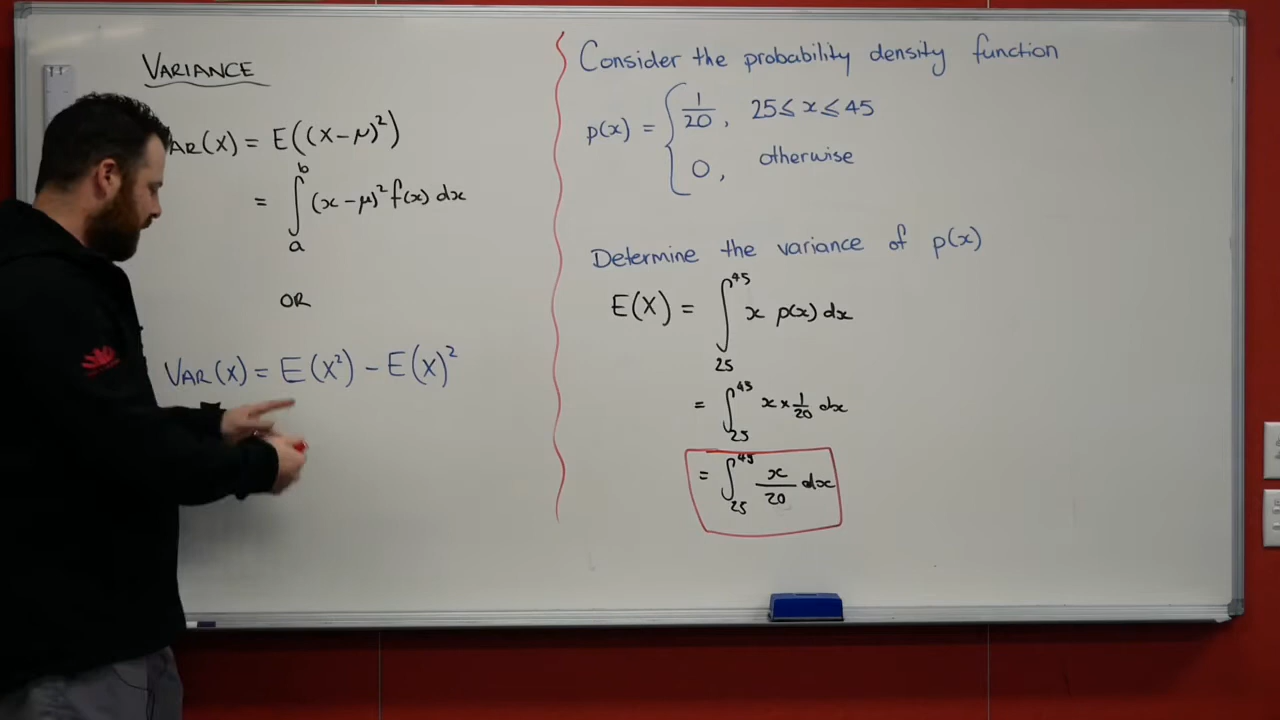 VARIANCE
AR(X) = E((X-μ)²)
= ∫ₐᵇ (x-μ)² f(x) dx
OR
VAR(X) = E(X²) - E(X)²
Consider the probability density function
p(x) = { 1/20, 25 ≤ x ≤ 45
0, otherwise
Determine the variance of p(x)
E(X) = ∫₂₅⁴⁵ x p(x) dx
= ∫₂₅⁴⁵ x × 1/20 dx
= ∫₂₅⁴⁵ x/20 dx